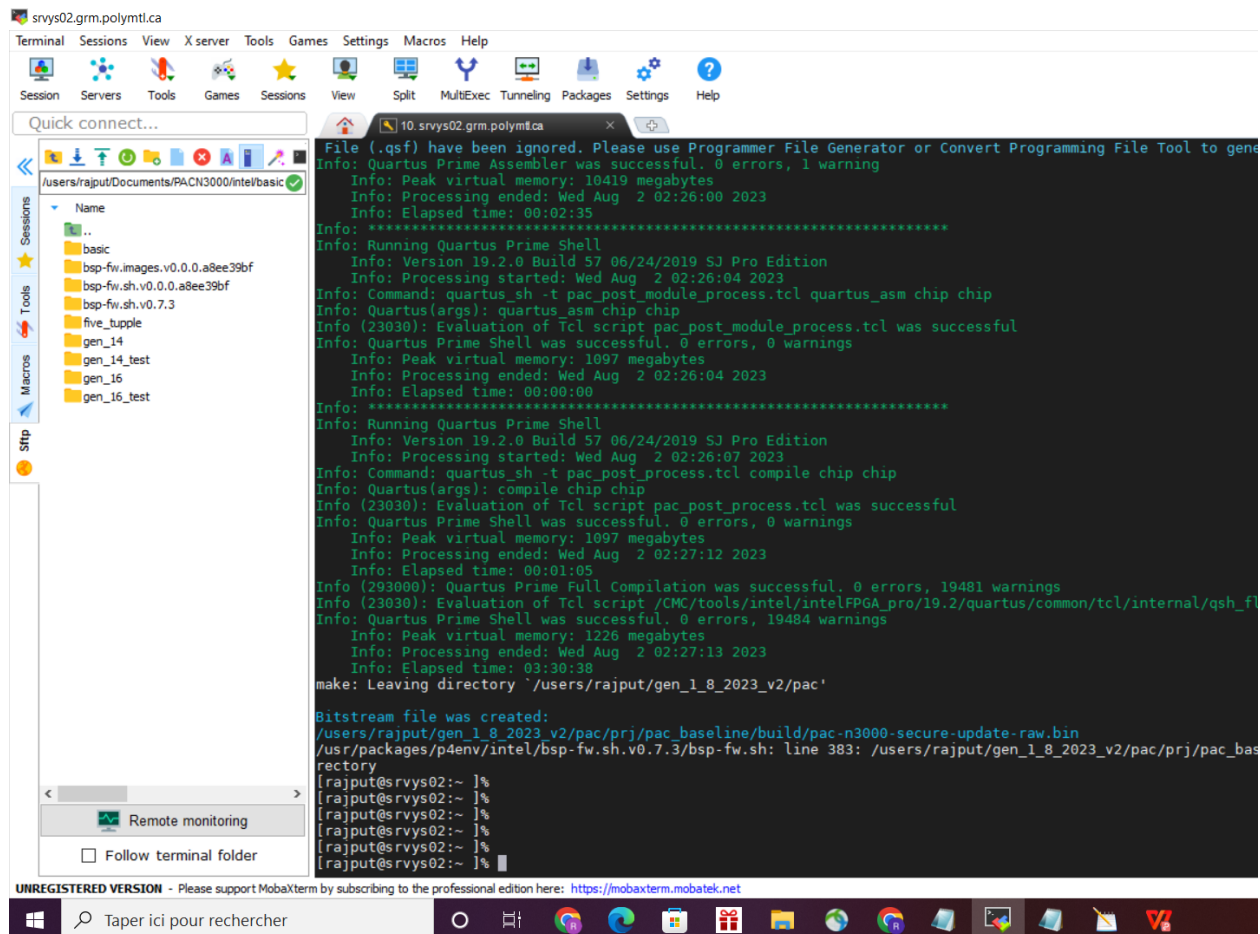 srvys02.grm.polymtl.ca
Terminal Sessions View X server Tools Games Settings Macros Help
Session Servers Tools Games Sessions View Split MultiExec Tunneling Packages Settings Help
Quick connect...
10. srvys02.grm.polymtl.ca
/users/rajput/Documents/PACN3000/intel/basic
Name
..
basic
bsp-fw.images.v0.0.0.a8ee39bf
bsp-fw.sh.v0.0.0.a8ee39bf
bsp-fw.sh.v0.7.3
five_tupple
gen_14
gen_14_test
gen_16
gen_16_test
Sessions
Tools
Macros
Sftp
Remote monitoring
Follow terminal folder
File (.qsf) have been ignored. Please use Programmer File Generator or Convert Programming File Tool to gene
Info: Quartus Prime Assembler was successful. 0 errors, 1 warning
Info: Peak virtual memory: 10419 megabytes
Info: Processing ended: Wed Aug  2 02:26:00 2023
Info: Elapsed time: 00:02:35
Info: *******************************************************************
Info: Running Quartus Prime Shell
Info: Version 19.2.0 Build 57 06/24/2019 SJ Pro Edition
Info: Processing started: Wed Aug  2 02:26:04 2023
Info: Command: quartus_sh -t pac_post_module_process.tcl quartus_asm chip chip
Info: Quartus(args): quartus_asm chip chip
Info (23030): Evaluation of Tcl script pac_post_module_process.tcl was successful
Info: Quartus Prime Shell was successful. 0 errors, 0 warnings
Info: Peak virtual memory: 1097 megabytes
Info: Processing ended: Wed Aug  2 02:26:04 2023
Info: Elapsed time: 00:00:00
Info: *******************************************************************
Info: Running Quartus Prime Shell
Info: Version 19.2.0 Build 57 06/24/2019 SJ Pro Edition
Info: Processing started: Wed Aug  2 02:26:07 2023
Info: Command: quartus_sh -t pac_post_process.tcl compile chip chip
Info: Quartus(args): compile chip chip
Info (23030): Evaluation of Tcl script pac_post_process.tcl was successful
Info: Quartus Prime Shell was successful. 0 errors, 0 warnings
Info: Peak virtual memory: 1097 megabytes
Info: Processing ended: Wed Aug  2 02:27:12 2023
Info: Elapsed time: 00:01:05
Info (293000): Quartus Prime Full Compilation was successful. 0 errors, 19481 warnings
Info (23030): Evaluation of Tcl script /CMC/tools/intel/intelFPGA_pro/19.2/quartus/common/tcl/internal/qsh_fl
Info: Quartus Prime Shell was successful. 0 errors, 19484 warnings
Info: Peak virtual memory: 1226 megabytes
Info: Processing ended: Wed Aug  2 02:27:13 2023
Info: Elapsed time: 03:30:38
make: Leaving directory `/users/rajput/gen_1_8_2023_v2/pac'
Bitstream file was created:
/users/rajput/gen_1_8_2023_v2/pac/prj/pac_baseline/build/pac-n3000-secure-update-raw.bin
/usr/packages/p4env/intel/bsp-fw.sh.v0.7.3/bsp-fw.sh: line 383: /users/rajput/gen_1_8_2023_v2/pac/prj/pac_bas
rectory
[rajput@srvys02:~ ]%
[rajput@srvys02:~ ]%
[rajput@srvys02:~ ]%
[rajput@srvys02:~ ]%
[rajput@srvys02:~ ]%
[rajput@srvys02:~ ]%
UNREGISTERED VERSION - Please support MobaXterm by subscribing to the professional edition here: https://mobaxterm.mobatek.net
Taper ici pour rechercher